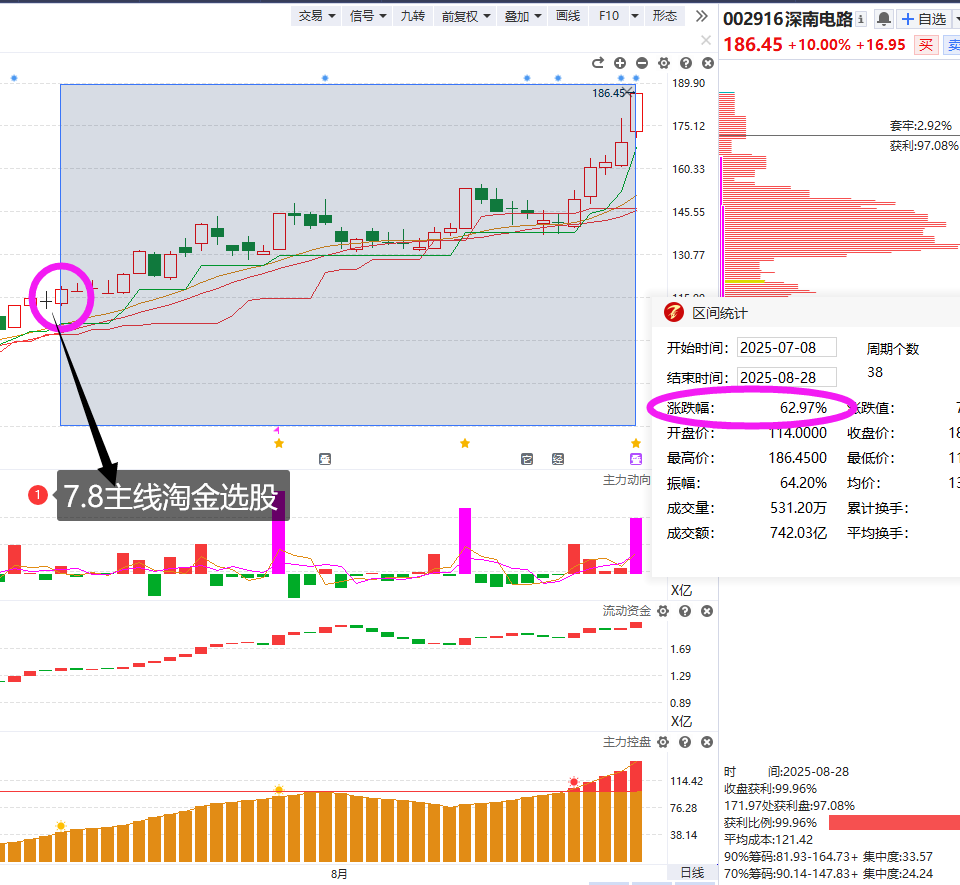 交易 信号 九转 前复权 叠加 画线 F10 形态
002916深南电路 自选
186.45 +10.00% +16.95 买 卖
189.90
186.45
175.12
160.33
145.55
130.77
115.98
套牢:2.92%
获利:97.08%
区间统计
开始时间: 2025-07-08 周期个数
结束时间: 2025-08-28 38
涨跌幅: 62.97% 涨跌值:
开盘价: 114.0000 收盘价: 18
最高价: 186.4500 最低价: 11
振幅: 64.20% 均价: 13
成交量: 531.20万 累计换手:
成交额: 742.03亿 平均换手:
主力动向
1 7.8主线淘金选股
X亿
流动资金
1.69
1.29
0.89
X亿
主力控盘
114.42
76.28
38.14
8月
日线
时 间:2025-08-28
收盘获利:99.96%
171.97处获利盘:97.08%
获利比例:99.96%
平均成本:121.42
90%筹码:81.93-164.73+ 集中度:33.57
70%筹码:90.14-147.83+ 集中度:24.24